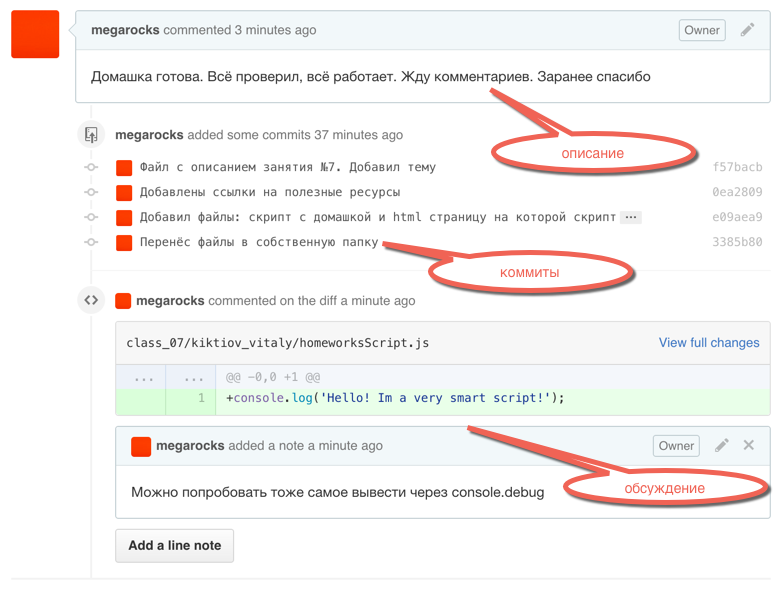 megarocks commented 3 minutes ago Owner
Домашка готова. Всё проверил, всё работает. Жду комментариев. Заранее спасибо
megarocks added some commits 37 minutes ago
описание
Файл с описанием занятия №7. Добавил тему f57bacb
Добавлены ссылки на полезные ресурсы 0ea2809
Добавил файлы: скрипт с домашкой и html страницу на которой скрипт ... e09aea9
Перенёс файлы в собственную папку 3385b80
коммиты
megarocks commented on the diff a minute ago
class_07/kiktiov_vitaly/homeworksScript.js View full changes
... ... @@ -0,0 +1 @@
1 +console.log('Hello! Im a very smart script!');
megarocks added a note a minute ago Owner
Можно попробовать тоже самое вывести через console.debug
обсуждение
Add a line note